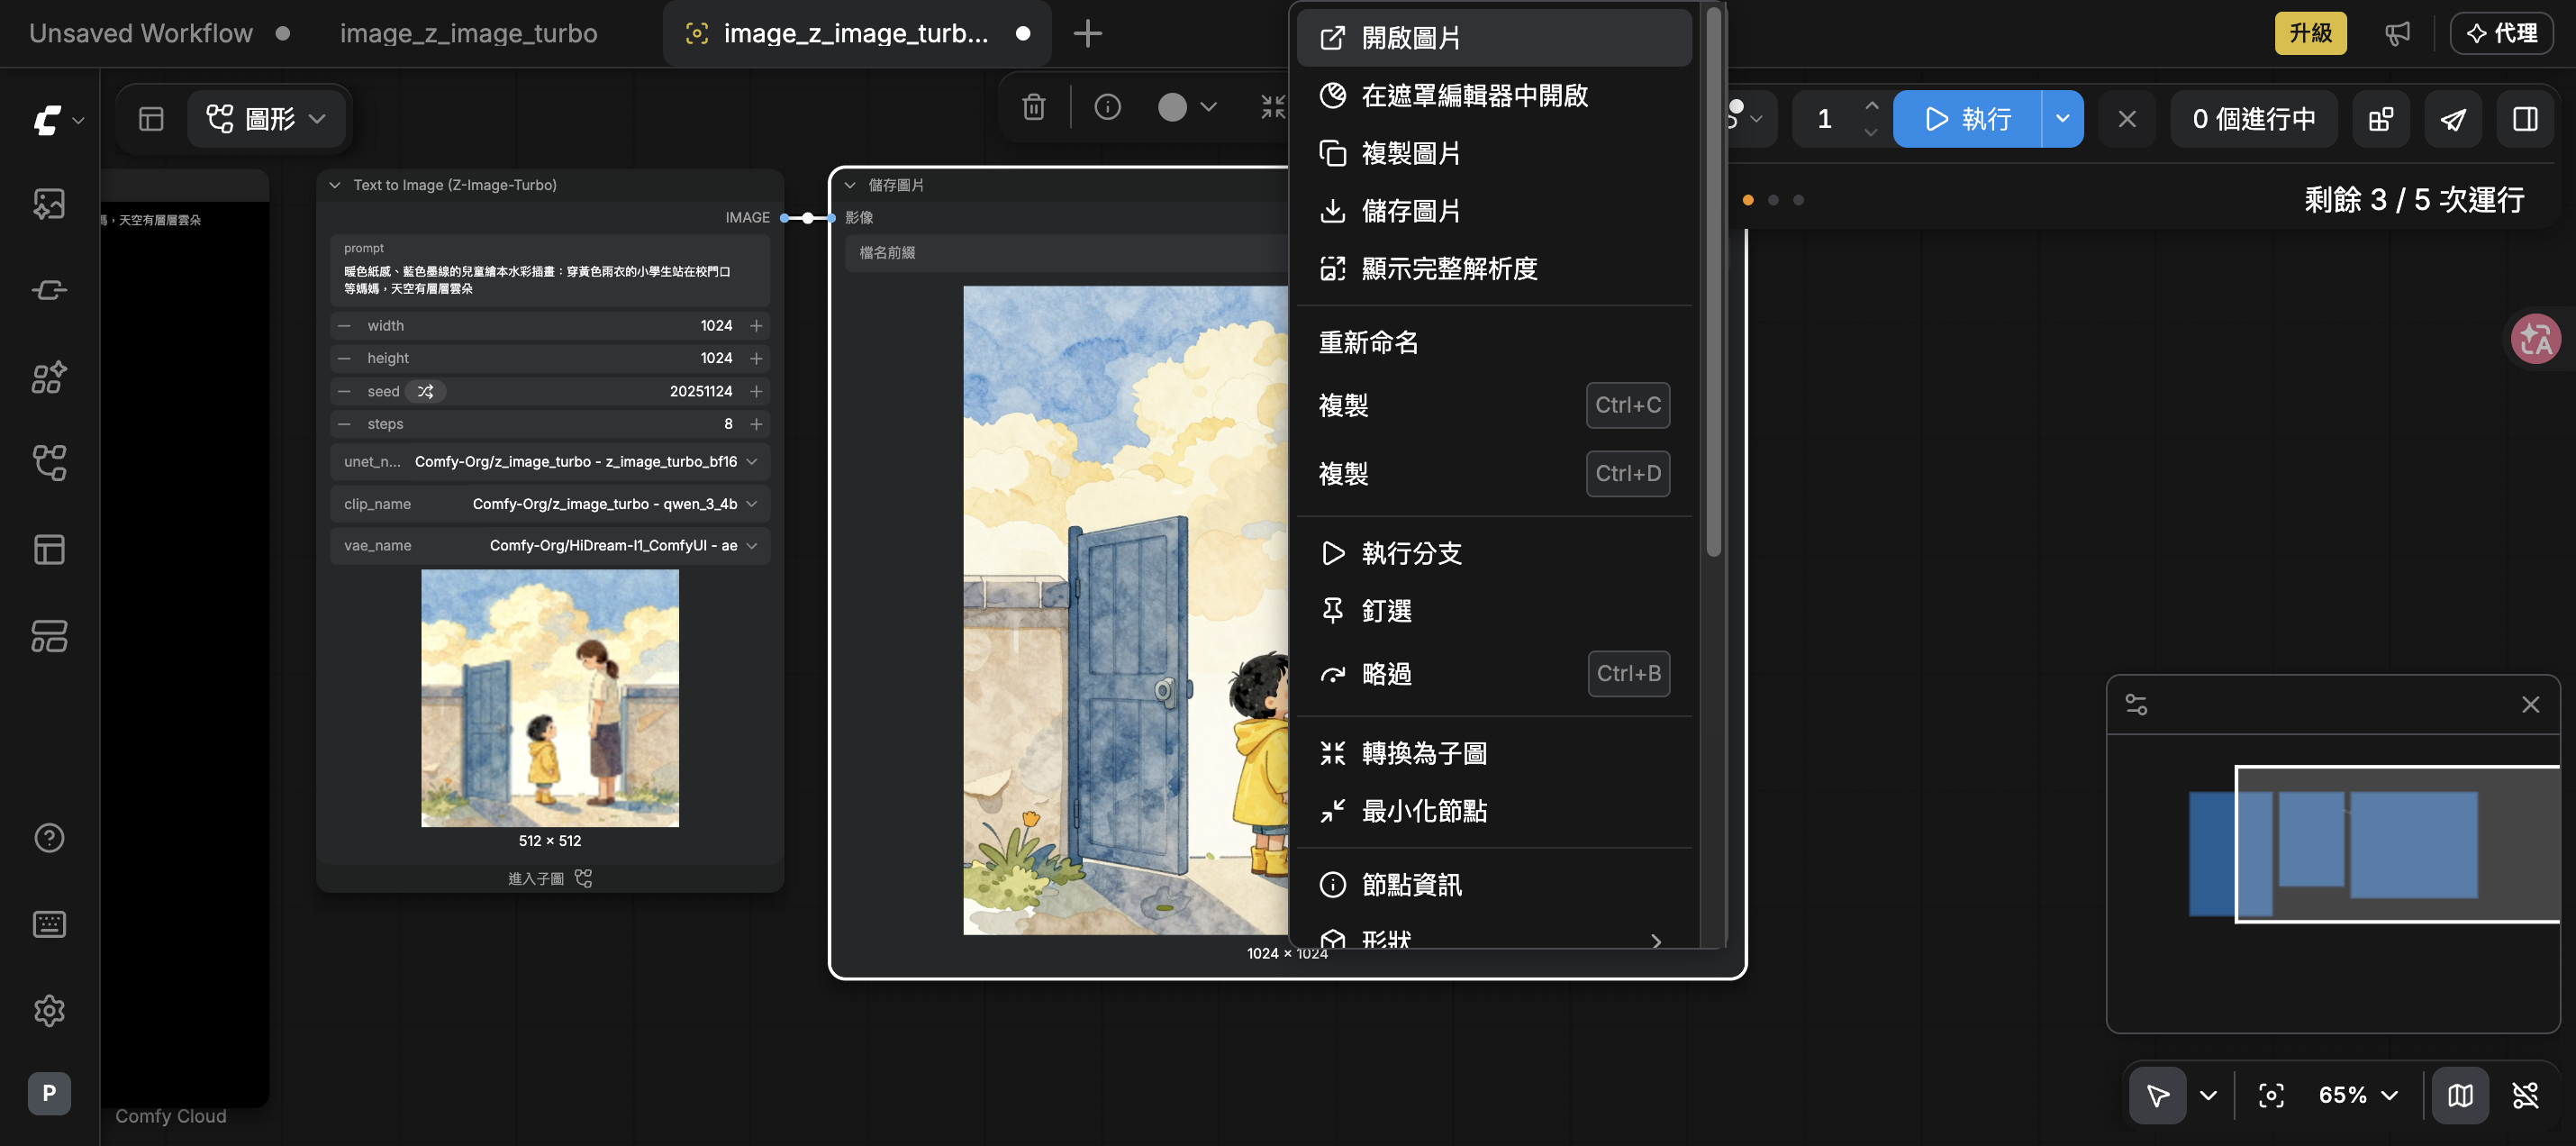 Unsaved Workflow
image_z_image_turbo
image_z_image_turb...
升級
代理
圖形
1
執行
0 個進行中
剩餘 3 / 5 次運行
，天空有層層雲朵
Text to Image (Z-Image-Turbo)
IMAGE
prompt
暖色紙感、藍色墨線的兒童繪本水彩插畫：穿黃色雨衣的小學生站在校門口
等媽媽，天空有層層雲朵
width 1024
height 1024
seed 20251124
steps 8
unet_n... Comfy-Org/z_image_turbo - z_image_turbo_bf16
clip_name Comfy-Org/z_image_turbo - qwen_3_4b
vae_name Comfy-Org/HiDream-I1_ComfyUI - ae
512 × 512
進入子圖
儲存圖片
影像
檔名前綴
1024 × 1024
開啟圖片
在遮罩編輯器中開啟
複製圖片
儲存圖片
顯示完整解析度
重新命名
複製 Ctrl+C
複製 Ctrl+D
執行分支
釘選
略過 Ctrl+B
轉換為子圖
最小化節點
節點資訊
形狀
P
Comfy Cloud
65%